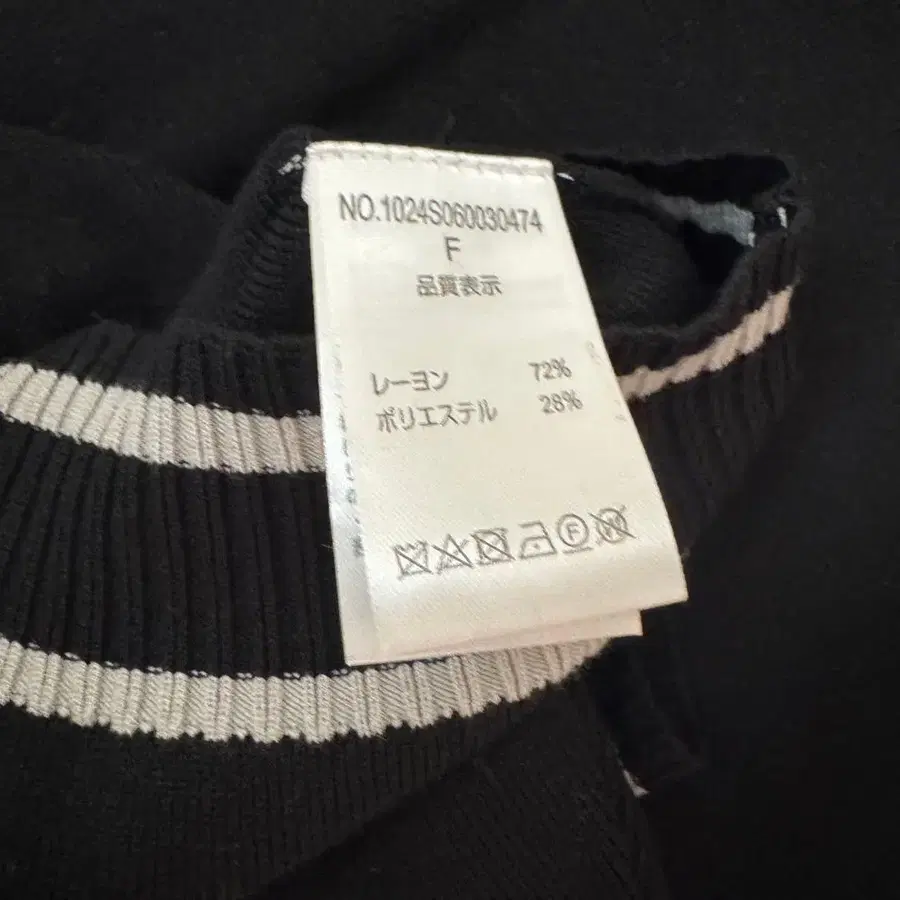 NO.1024S060030474
F
品質表示
レーヨン 72%
ポリエステル 28%
F